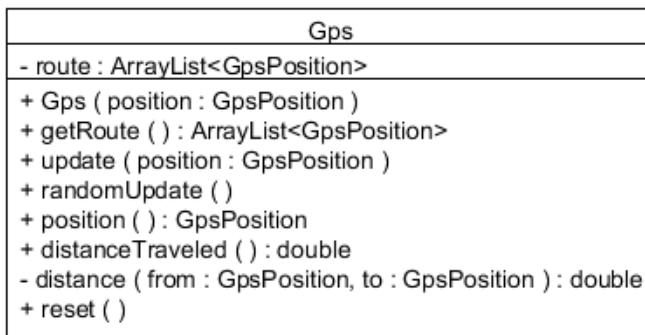 Gps
- route : ArrayList<GpsPosition>
+ Gps ( position : GpsPosition )
+ getRoute ( ) : ArrayList<GpsPosition>
+ update ( position : GpsPosition )
+ randomUpdate ( )
+ position ( ) : GpsPosition
+ distanceTraveled ( ) : double
- distance ( from : GpsPosition, to : GpsPosition ) : double
+ reset ( )